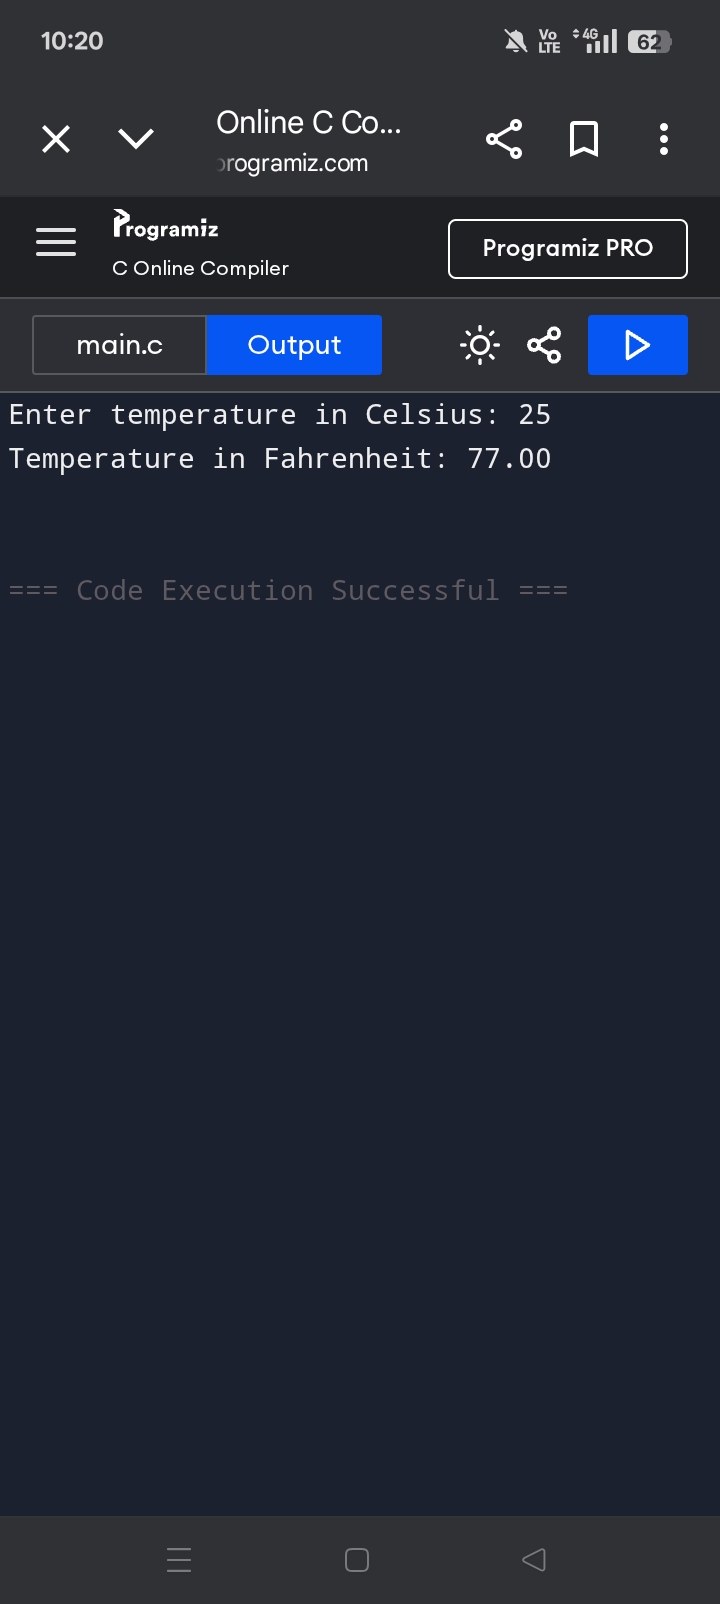 10:20
Vo
LTE
4G
62
Online C Co...
programiz.com
Programiz
C Online Compiler
Programiz PRO
main.c
Output
Enter temperature in Celsius: 25
Temperature in Fahrenheit: 77.00
=== Code Execution Successful ===